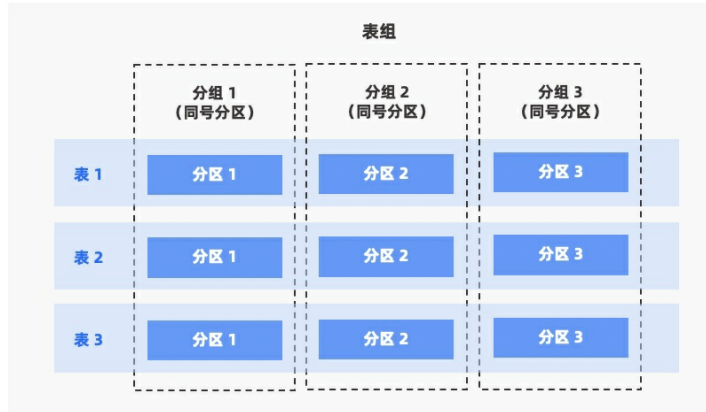 表组
分组 1
（同号分区）
分组 2
（同号分区）
分组 3
（同号分区）
表 1
分区 1
分区 2
分区 3
表 2
分区 1
分区 2
分区 3
表 3
分区 1
分区 2
分区 3